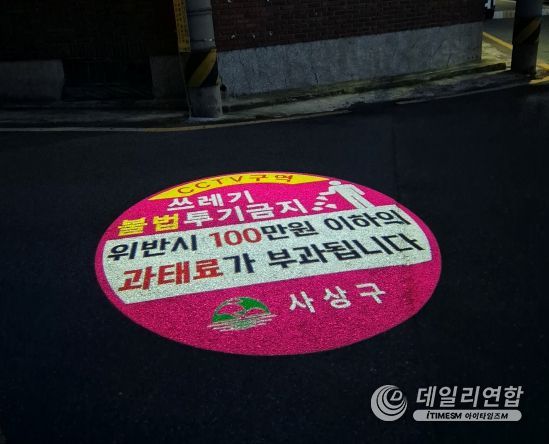 CCTV구역
쓰레기
불법투기금지
위반시 100만원 이하의
과태료가 부과됩니다
사상구
데일리연합
iTIMESM 아이타임즈M